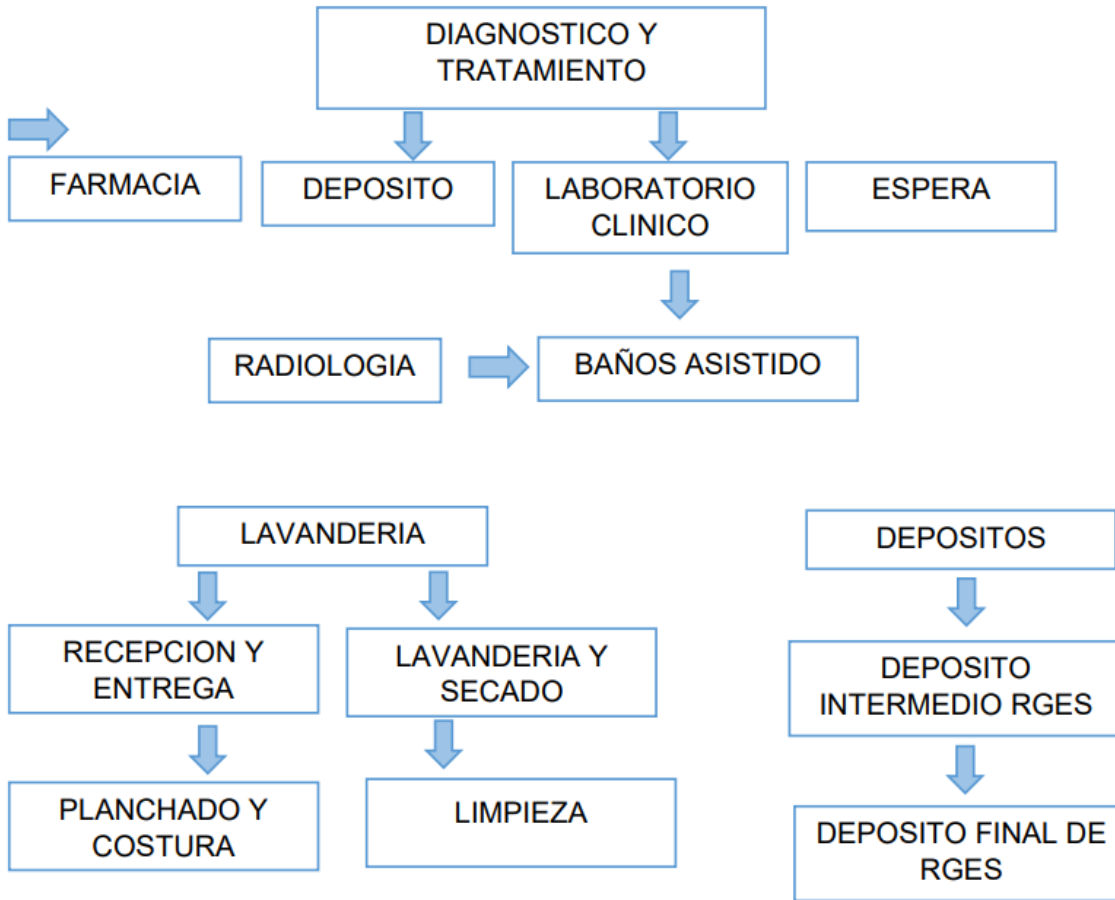 DIAGNOSTICO Y
TRATAMIENTO
FARMACIA
DEPOSITO
LABORATORIO
CLINICO
ESPERA
RADIOLOGIA
BAÑOS ASISTIDO
LAVANDERIA
DEPOSITOS
RECEPCION Y
ENTREGA
LAVANDERIA Y
SECADO
DEPOSITO
INTERMEDIO RGES
PLANCHADO Y
COSTURA
LIMPIEZA
DEPOSITO FINAL DE
RGES